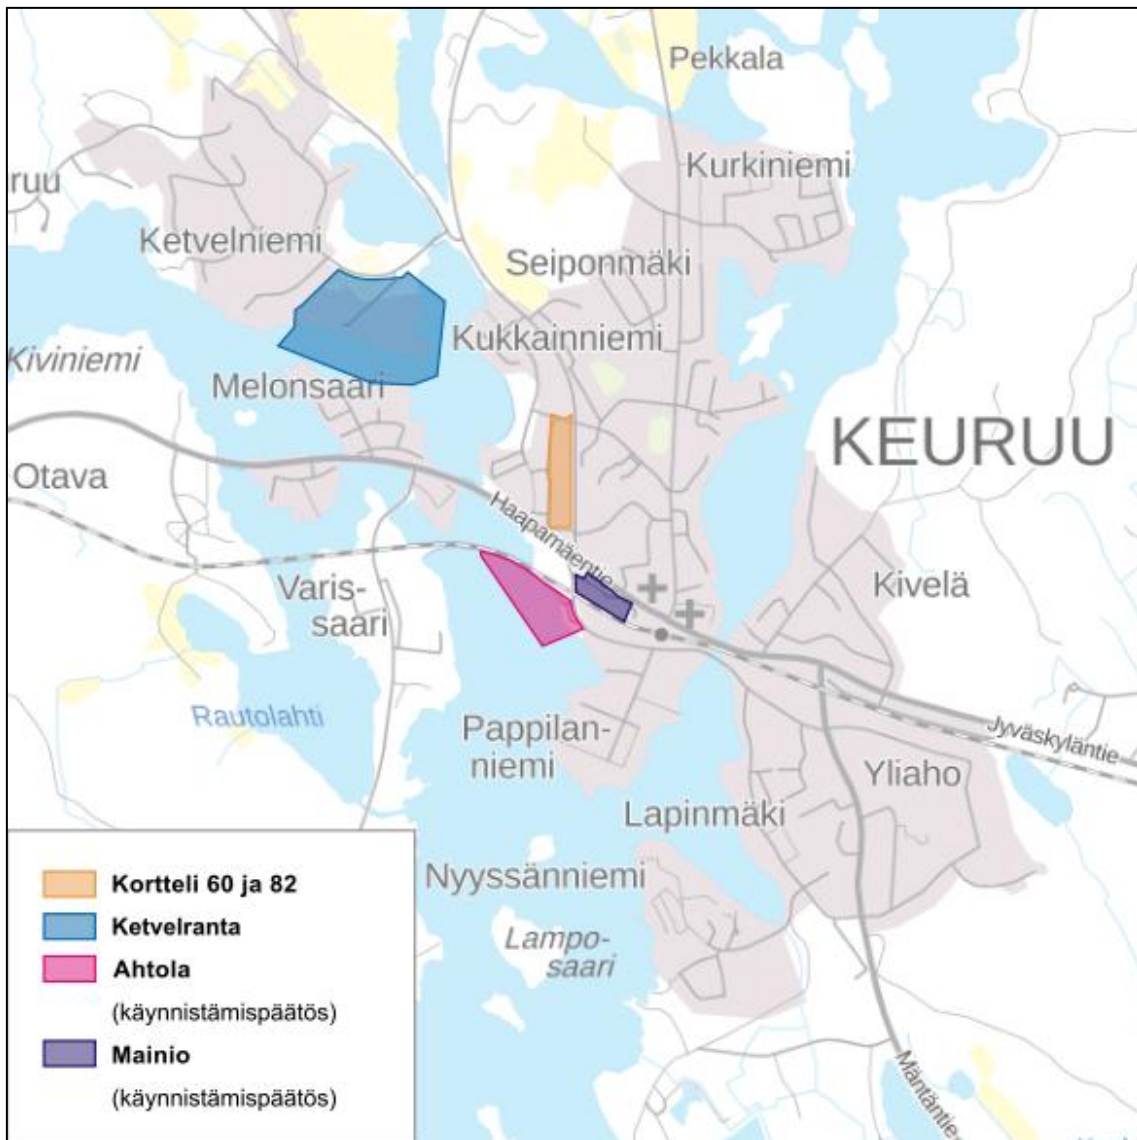 Pekkala
Kurkiniemi
ruu
Ketvelniemi
Seiponmäki
Kukkainniemi
Kiviniemi
Melonsaari
KEURUU
Otava
Haapamäentie
Varis-
saari
Kivelä
Rautolahti
Pappilan-
niemi
Jyväskyläntie
Yliaho
Lapinmäki
Nyyssänniemi
Lampo-
saari
Mäntäntie
Kortteli 60 ja 82
Ketvelranta
Ahtola
(käynnistämispäätös)
Mainio
(käynnistämispäätös)